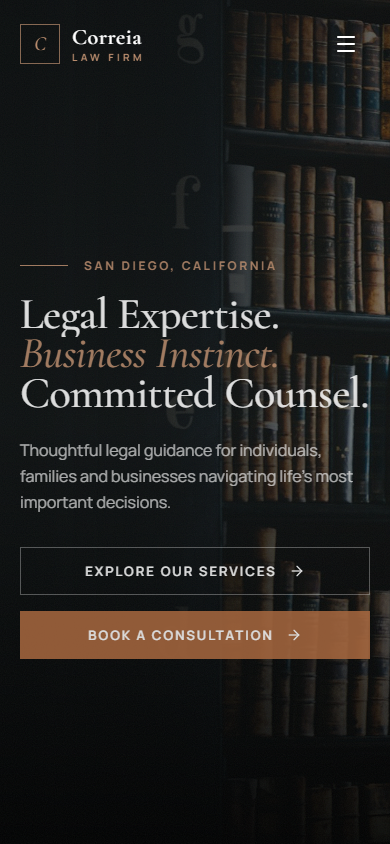 C
Correia
LAW FIRM
g
f
SAN DIEGO, CALIFORNIA
Legal Expertise.
Business Instinct.
Committed Counsel.
e
Thoughtful legal guidance for individuals,
families and businesses navigating life's most
important decisions.
EXPLORE OUR SERVICES →
BOOK A CONSULTATION →